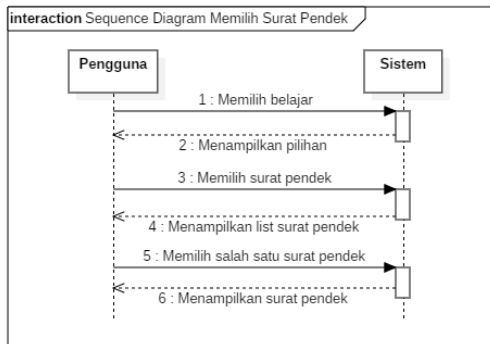 interaction Sequence Diagram Memilih Surat Pendek
Pengguna
Sistem
1 : Memilih belajar
2 : Menampilkan pilihan
3 : Memilih surat pendek
4 : Menampilkan list surat pendek
5 : Memilih salah satu surat pendek
6 : Menampilkan surat pendek